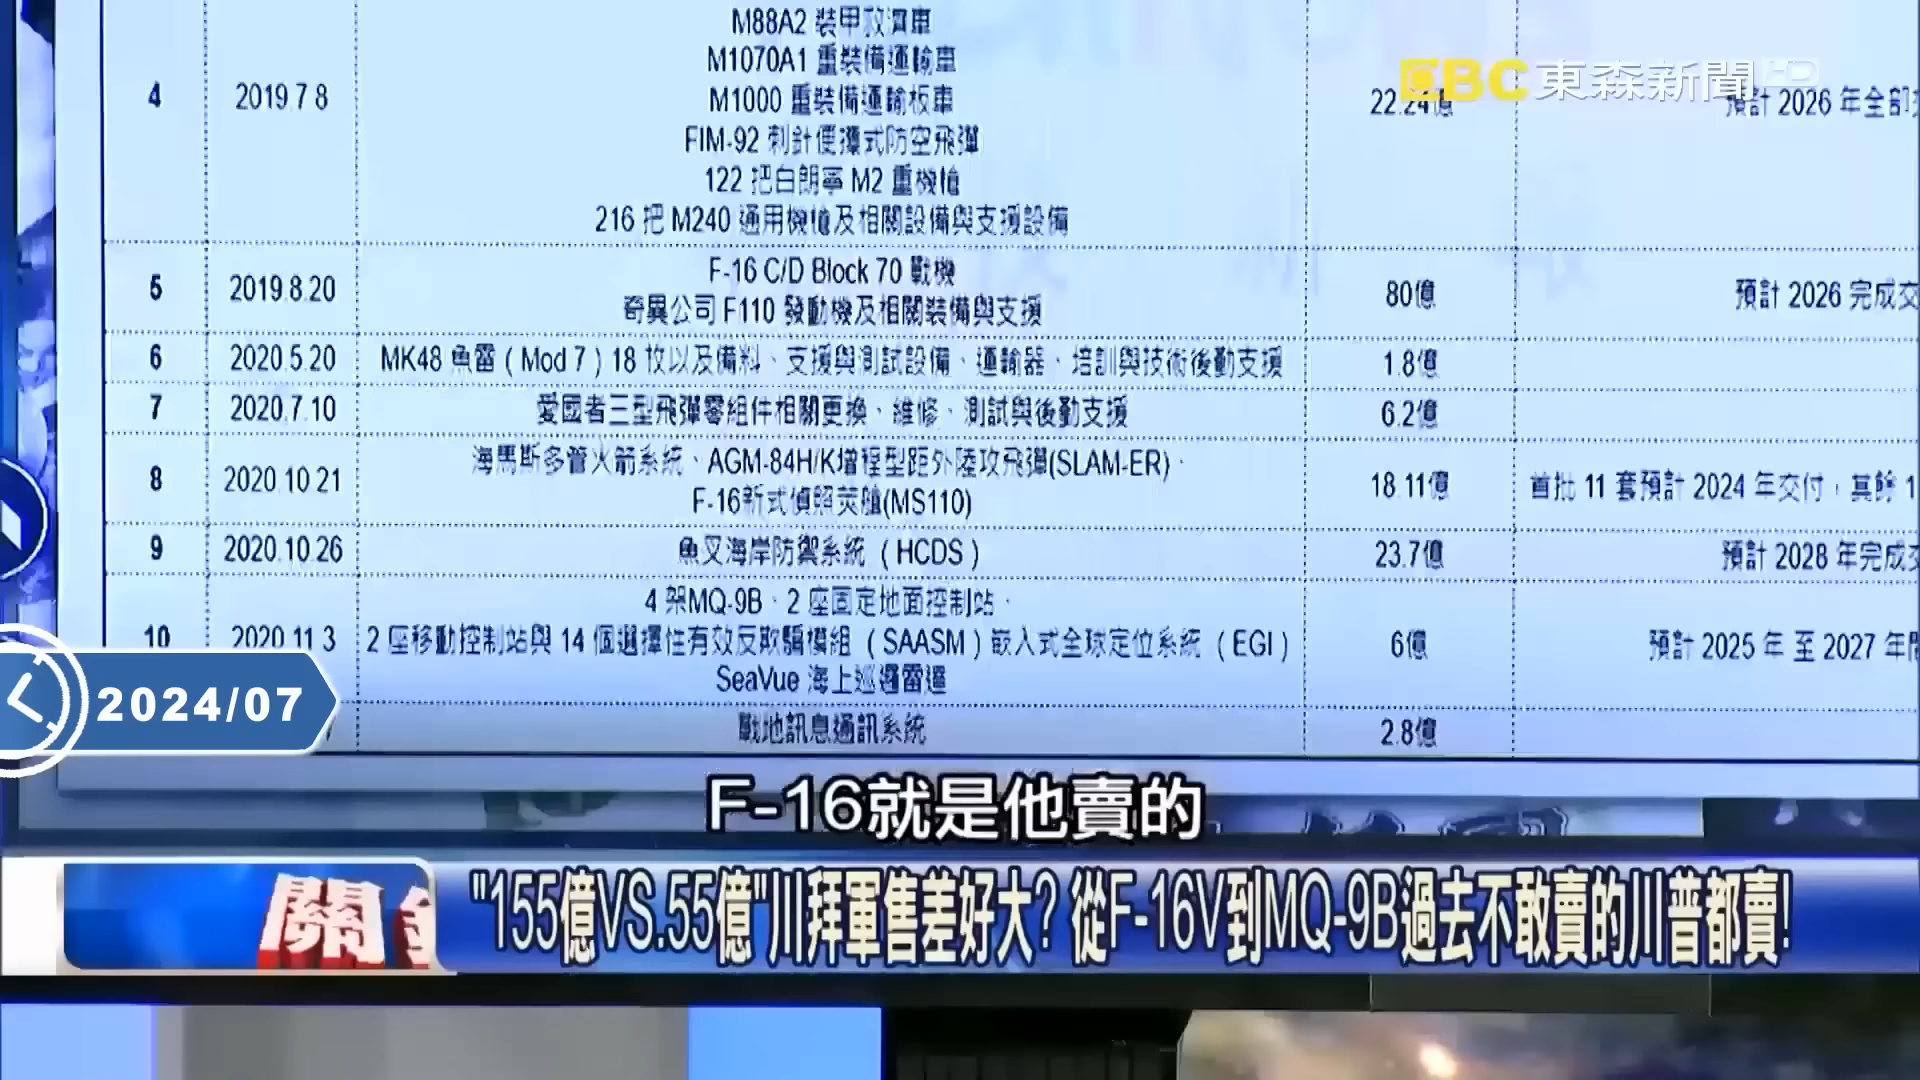 M88A2 裝甲救濟車
M1070A1 重裝備運輸車
M1000 重裝備運輸板車
4
2019.7 8
FIM-92 刺針便攜式防空飛彈
22.24億
預計 2026 年全部
122 把白朗寧 M2 重機槍
216 把 M240 通用機槍及相關設備與支援設備
EBC 東森新聞 HD
5
2019.8.20
F-16 C/D Block 70 戰機
奇異公司 F110 發動機及相關裝備與支援
80億
預計 2026 完成交
6
2020.5.20
MK48 魚雷 ( Mod 7 ) 18 枚以及備料、支援與測試設備、運輸器、培訓與技術後勤支援
1.8億
7
2020.7.10
愛國者三型飛彈零組件相關更換、維修、測試與後勤支援
6.2億
8
2020.10 21
海馬斯多管火箭系統、AGM-84H/K增程型距外陸攻飛彈(SLAM-ER)、
F-16新式偵照莢艙(MS110)
18.11億
首批 11 套預計 2024 年交付，其餘 1
9
2020.10.26
魚叉海岸防禦系統 ( HCDS )
23.7億
預計 2028 年完成交
10
2020.11.3
4 架MQ-9B、2 座固定地面控制站、
2 座移動控制站與 14 個選擇性有效反欺騙模組 ( SAASM ) 嵌入式全球定位系統 ( EGI )
SeaVue 海上巡邏雷達
6億
預計 2025 年 至 2027 年間
戰地訊息通訊系統
2.8億
2024/07
F-16就是他賣的
關
"155億VS.55億"川拜軍售差好大? 從F-16V到MQ-9B過去不敢賣的川普都賣!